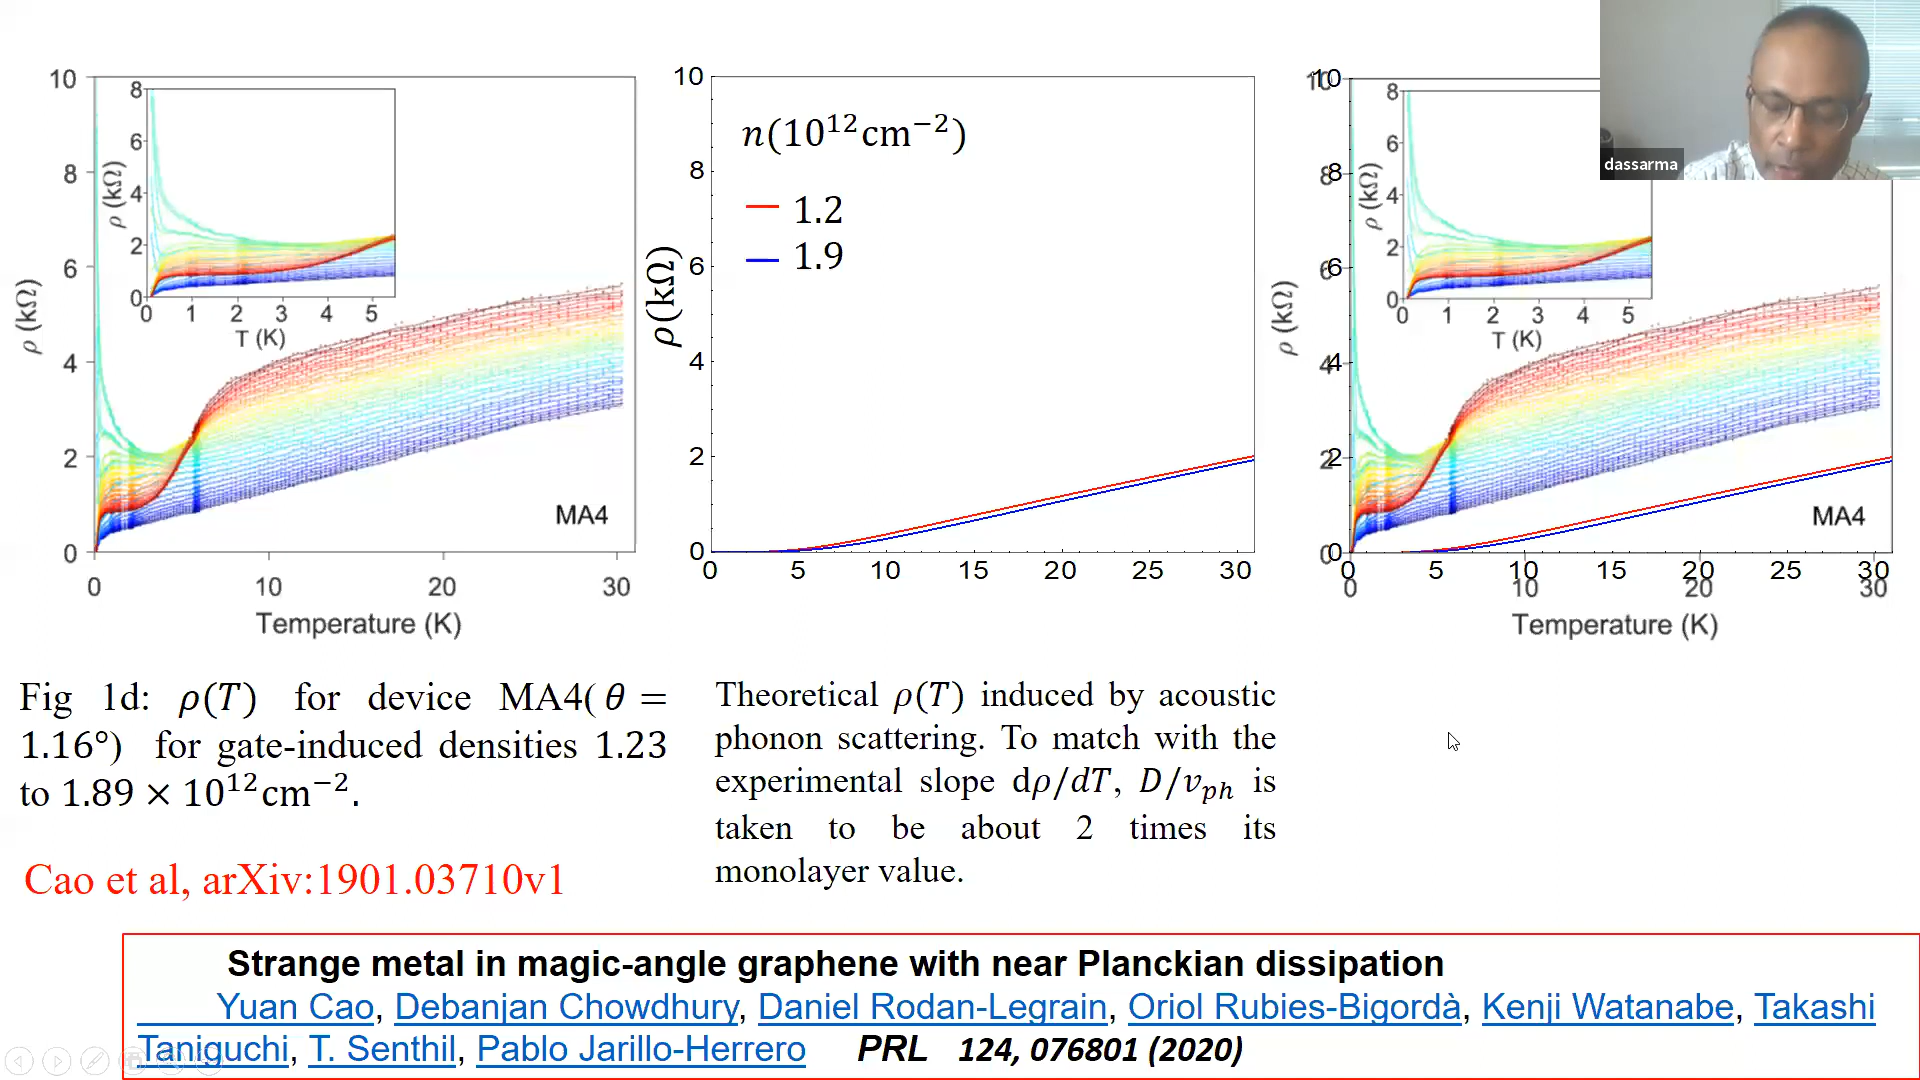 10
8
6
4
2
0
ρ (kΩ)
0 10 20 30
Temperature (K)
MA4
8
6
4
2
0
ρ (kΩ)
0 1 2 3 4 5
T (K)
10
8
6
4
2
0
ρ(kΩ)
n(10¹²cm⁻²)
1.2
1.9
0 5 10 15 20 25 30
10
8
6
4
2
0
ρ (kΩ)
8
6
4
2
0
ρ (kΩ)
0 1 2 3 4 5
T (K)
MA4
0 5 10 15 20 25 30
0 10 20 30
Temperature (K)
dassarma
Fig 1d: ρ(T) for device MA4( θ =
1.16°) for gate-induced densities 1.23
to 1.89 × 10¹²cm⁻².
Cao et al, arXiv:1901.03710v1
Theoretical ρ(T) induced by acoustic
phonon scattering. To match with the
experimental slope dρ/dT, D/vₚₕ is
taken to be about 2 times its
monolayer value.
Strange metal in magic-angle graphene with near Planckian dissipation
Yuan Cao, Debanjan Chowdhury, Daniel Rodan-Legrain, Oriol Rubies-Bigordà, Kenji Watanabe, Takashi
Taniguchi, T. Senthil, Pablo Jarillo-Herrero PRL 124, 076801 (2020)